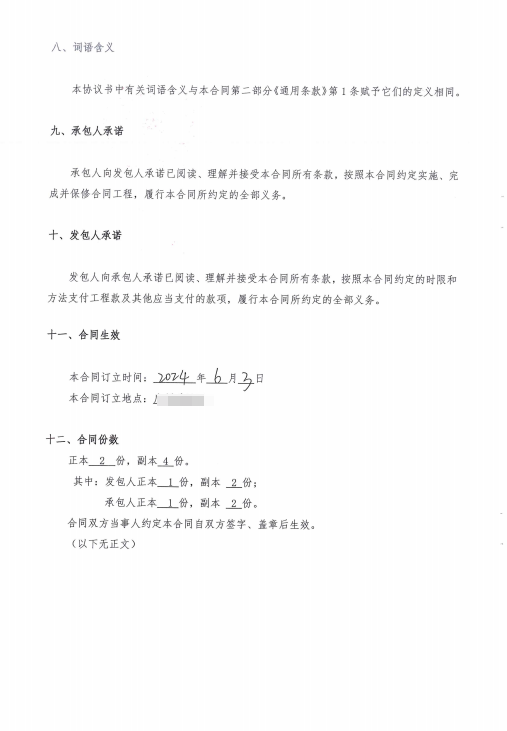 八、词语含义
本协议书中有关词语含义与本合同第二部分《通用条款》第 1 条赋予它们的定义相同。
九、承包人承诺
承包人向发包人承诺已阅读、理解并接受本合同所有条款，按照本合同约定实施、完
成并保修合同工程，履行本合同所约定的全部义务。
十、发包人承诺
发包人向承包人承诺已阅读、理解并接受本合同所有条款，按照本合同约定的时限和
方法支付工程款及其他应当支付的款项，履行本合同所约定的全部义务。
十一、合同生效
本合同订立时间：2024 年 6 月 3 日
本合同订立地点：
十二、合同份数
正本 2 份，副本 4 份。
其中：发包人正本 1 份，副本 2 份；
承包人正本 1 份，副本 2 份。
合同双方当事人约定本合同自双方签字、盖章后生效。
（以下无正文）